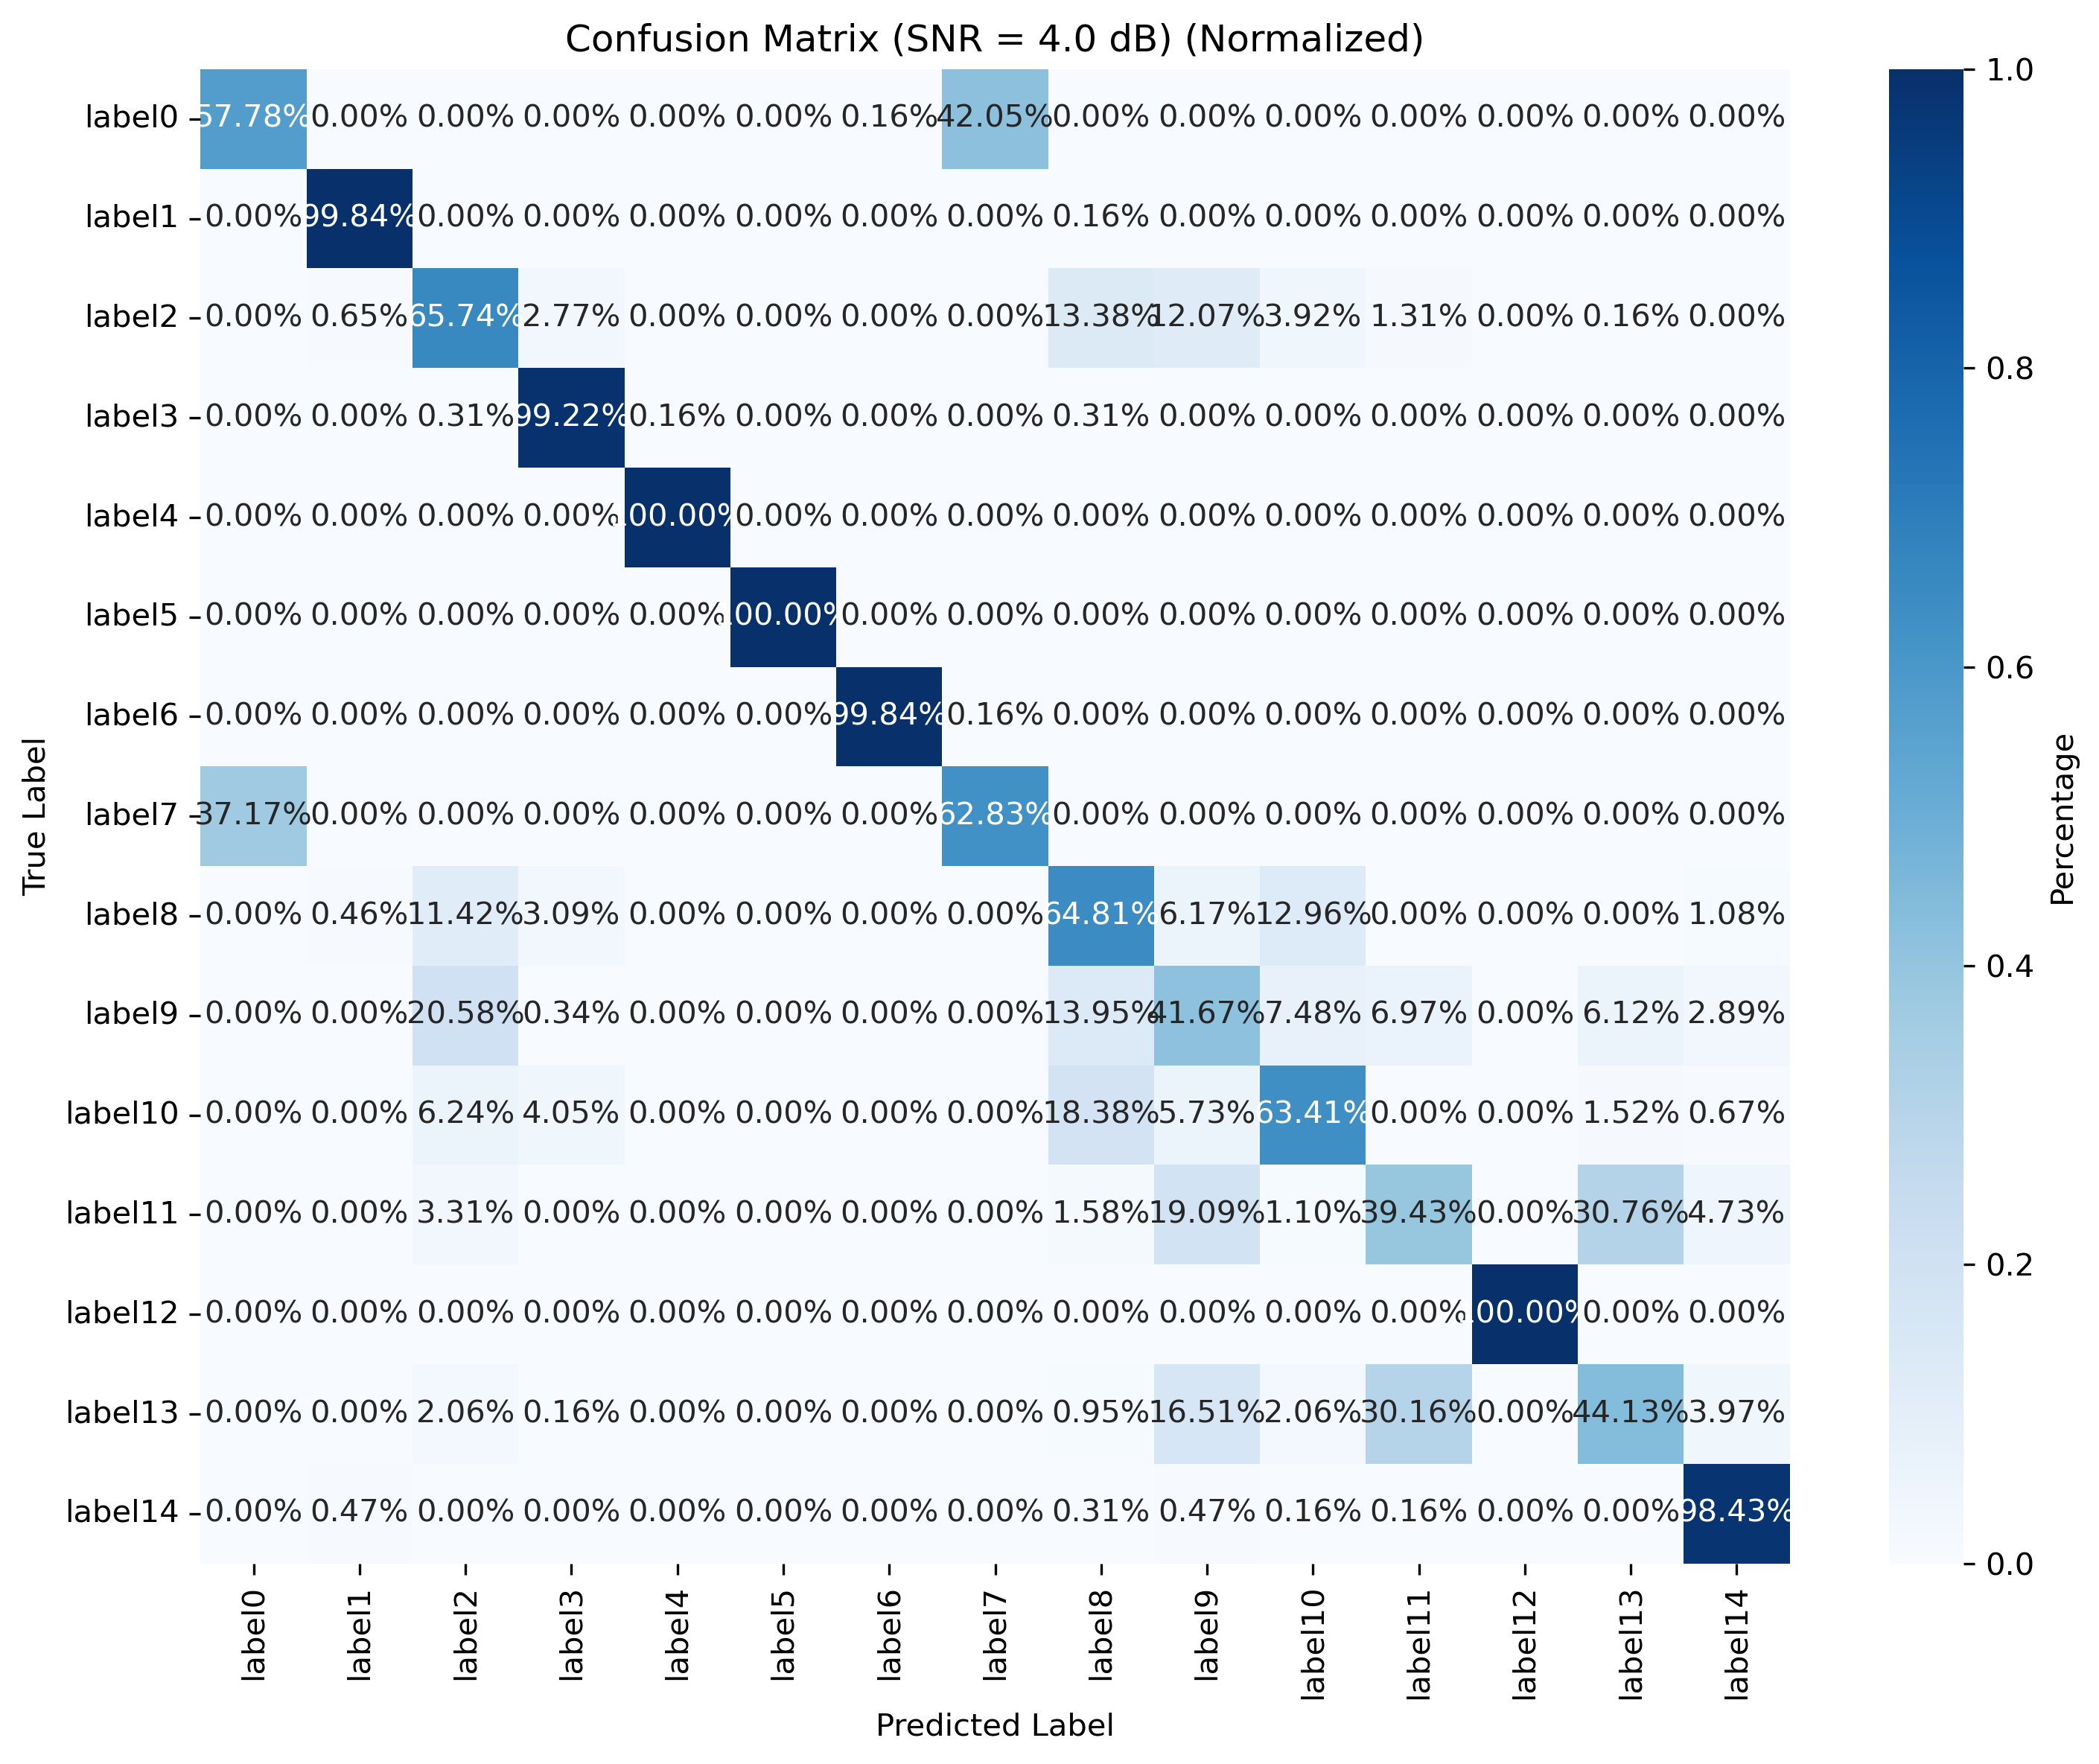 Confusion Matrix (SNR = 4.0 dB) (Normalized)
label0 57.78% 0.00% 0.00% 0.00% 0.00% 0.00% 0.16% 42.05% 0.00% 0.00% 0.00% 0.00% 0.00% 0.00% 0.00%
label1 0.00% 99.84% 0.00% 0.00% 0.00% 0.00% 0.00% 0.00% 0.16% 0.00% 0.00% 0.00% 0.00% 0.00% 0.00%
label2 0.00% 0.65% 65.74% 2.77% 0.00% 0.00% 0.00% 0.00% 13.38% 12.07% 3.92% 1.31% 0.00% 0.16% 0.00%
label3 0.00% 0.00% 0.31% 99.22% 0.16% 0.00% 0.00% 0.00% 0.31% 0.00% 0.00% 0.00% 0.00% 0.00% 0.00%
label4 0.00% 0.00% 0.00% 0.00% 100.00% 0.00% 0.00% 0.00% 0.00% 0.00% 0.00% 0.00% 0.00% 0.00% 0.00%
label5 0.00% 0.00% 0.00% 0.00% 0.00% 100.00% 0.00% 0.00% 0.00% 0.00% 0.00% 0.00% 0.00% 0.00% 0.00%
label6 0.00% 0.00% 0.00% 0.00% 0.00% 0.00% 99.84% 0.16% 0.00% 0.00% 0.00% 0.00% 0.00% 0.00% 0.00%
label7 37.17% 0.00% 0.00% 0.00% 0.00% 0.00% 0.00% 62.83% 0.00% 0.00% 0.00% 0.00% 0.00% 0.00% 0.00%
label8 0.00% 0.46% 11.42% 3.09% 0.00% 0.00% 0.00% 0.00% 64.81% 6.17% 12.96% 0.00% 0.00% 0.00% 1.08%
label9 0.00% 0.00% 20.58% 0.34% 0.00% 0.00% 0.00% 0.00% 13.95% 41.67% 7.48% 6.97% 0.00% 6.12% 2.89%
label10 0.00% 0.00% 6.24% 4.05% 0.00% 0.00% 0.00% 0.00% 18.38% 5.73% 63.41% 0.00% 0.00% 1.52% 0.67%
label11 0.00% 0.00% 3.31% 0.00% 0.00% 0.00% 0.00% 0.00% 1.58% 19.09% 1.10% 39.43% 0.00% 30.76% 4.73%
label12 0.00% 0.00% 0.00% 0.00% 0.00% 0.00% 0.00% 0.00% 0.00% 0.00% 0.00% 0.00% 100.00% 0.00% 0.00%
label13 0.00% 0.00% 2.06% 0.16% 0.00% 0.00% 0.00% 0.00% 0.95% 16.51% 2.06% 30.16% 0.00% 44.13% 3.97%
label14 0.00% 0.47% 0.00% 0.00% 0.00% 0.00% 0.00% 0.00% 0.31% 0.47% 0.16% 0.16% 0.00% 0.00% 98.43%
label0 label1 label2 label3 label4 label5 label6 label7 label8 label9 label10 label11 label12 label13 label14
Predicted Label
True Label
1.0
0.8
0.6
0.4
0.2
0.0
Percentage